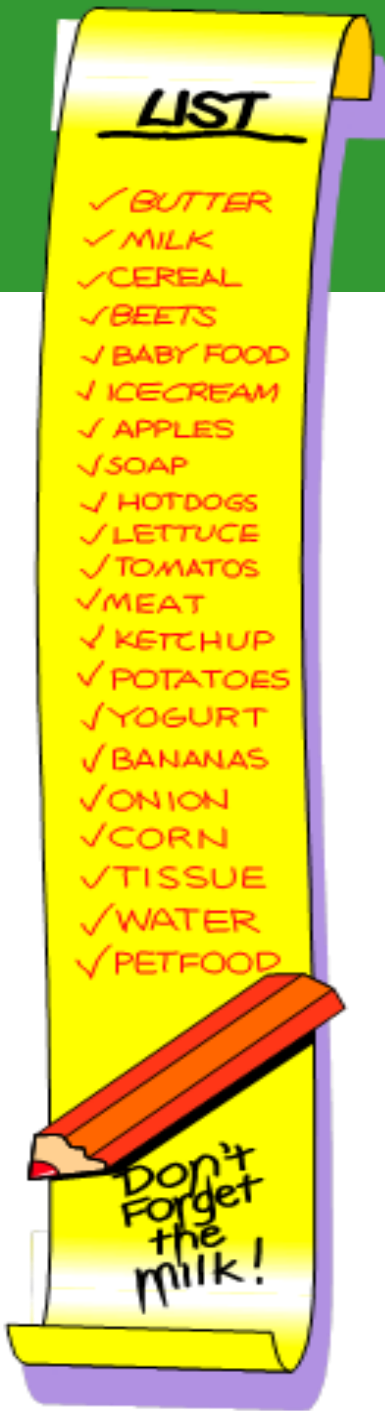 LIST
✓ BUTTER
✓ MILK
✓ CEREAL
✓ BEETS
✓ BABY FOOD
✓ ICECREAM
✓ APPLES
✓ SOAP
✓ HOTDOGS
✓ LETTUCE
✓ TOMATOS
✓ MEAT
✓ KETCHUP
✓ POTATOES
✓ YOGURT
✓ BANANAS
✓ ONION
✓ CORN
✓ TISSUE
✓ WATER
✓ PETFOOD
Don't
Forget
the
milk!